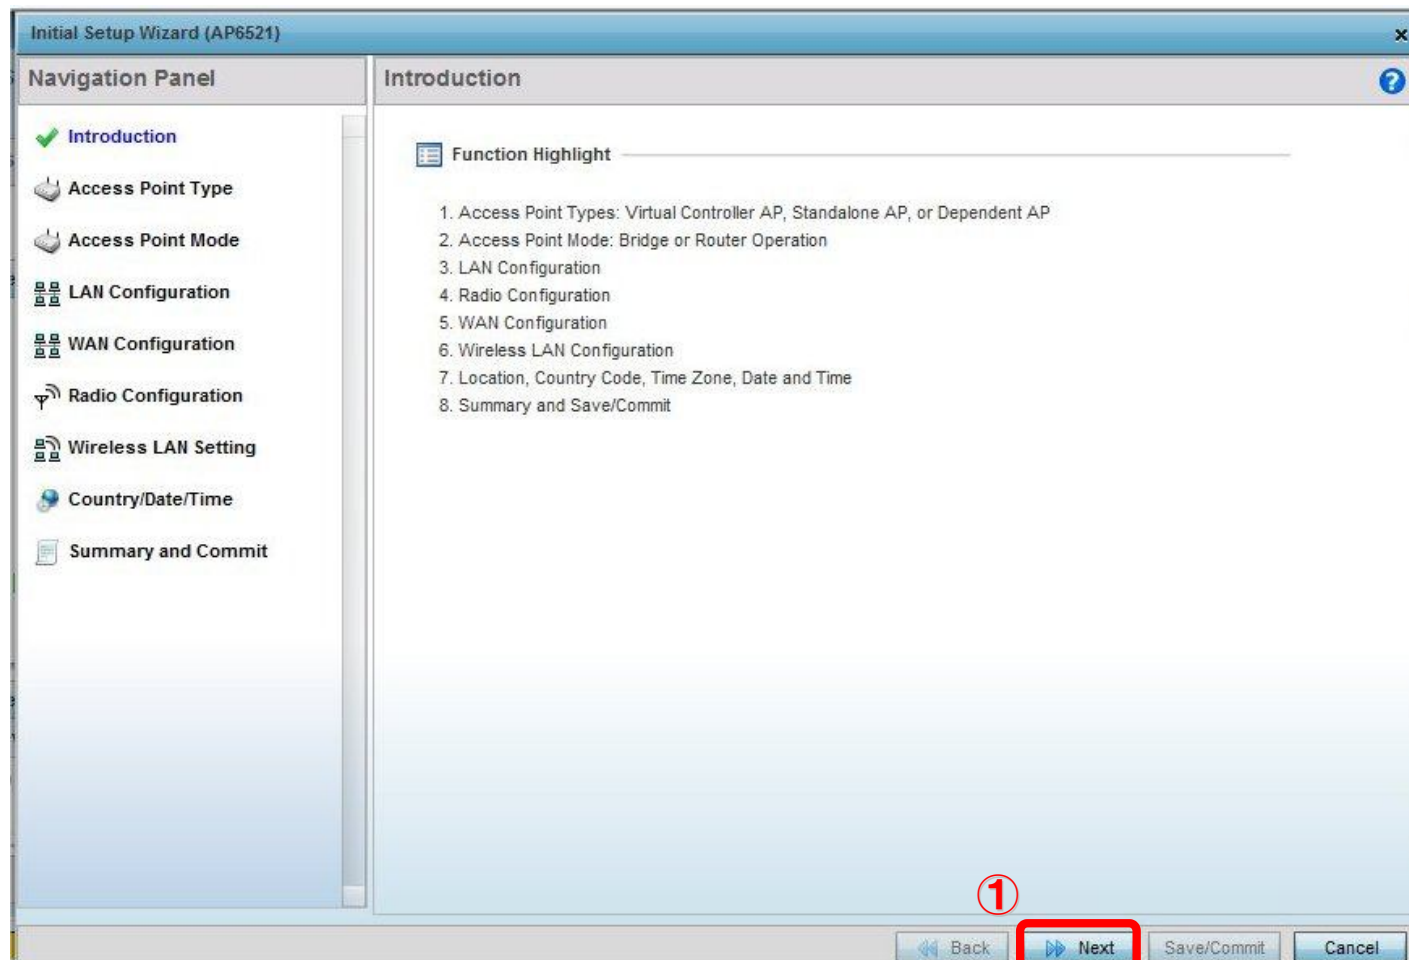 Initial Setup Wizard (AP6521)
Navigation Panel
Introduction
Introduction
Access Point Type
Access Point Mode
LAN Configuration
WAN Configuration
Radio Configuration
Wireless LAN Setting
Country/Date/Time
Summary and Commit
Function Highlight
1. Access Point Types: Virtual Controller AP, Standalone AP, or Dependent AP
2. Access Point Mode: Bridge or Router Operation
3. LAN Configuration
4. Radio Configuration
5. WAN Configuration
6. Wireless LAN Configuration
7. Location, Country Code, Time Zone, Date and Time
8. Summary and Save/Commit
①
Back
Next
Save/Commit
Cancel